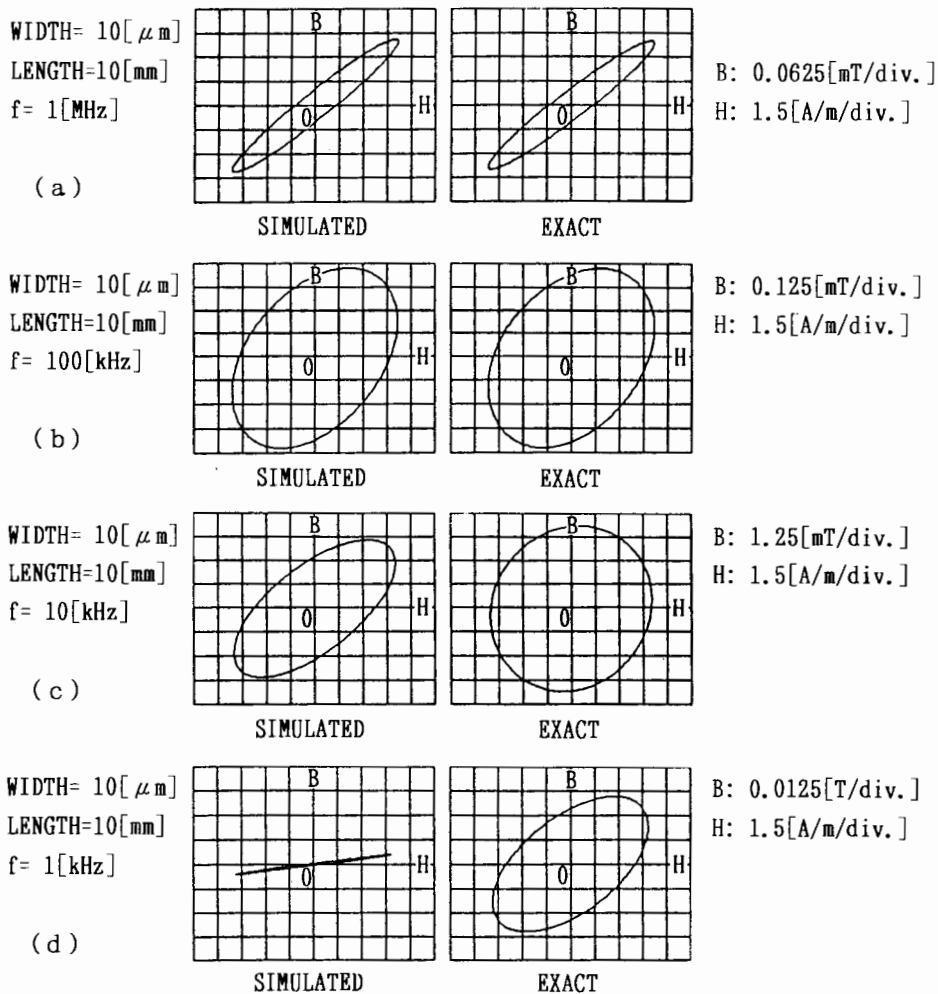 WIDTH= 10[μm]
LENGTH=10[mm]
f= 1[MHz]
(a)
B
H
0
SIMULATED
B
H
0
EXACT
B: 0.0625[mT/div.]
H: 1.5[A/m/div.]
WIDTH= 10[μm]
LENGTH=10[mm]
f= 100[kHz]
(b)
B
H
0
SIMULATED
B
H
0
EXACT
B: 0.125[mT/div.]
H: 1.5[A/m/div.]
WIDTH= 10[μm]
LENGTH=10[mm]
f= 10[kHz]
(c)
B
H
0
SIMULATED
B
H
0
EXACT
B: 1.25[mT/div.]
H: 1.5[A/m/div.]
WIDTH= 10[μm]
LENGTH=10[mm]
f= 1[kHz]
(d)
B
H
0
SIMULATED
B
H
0
EXACT
B: 0.0125[T/div.]
H: 1.5[A/m/div.]